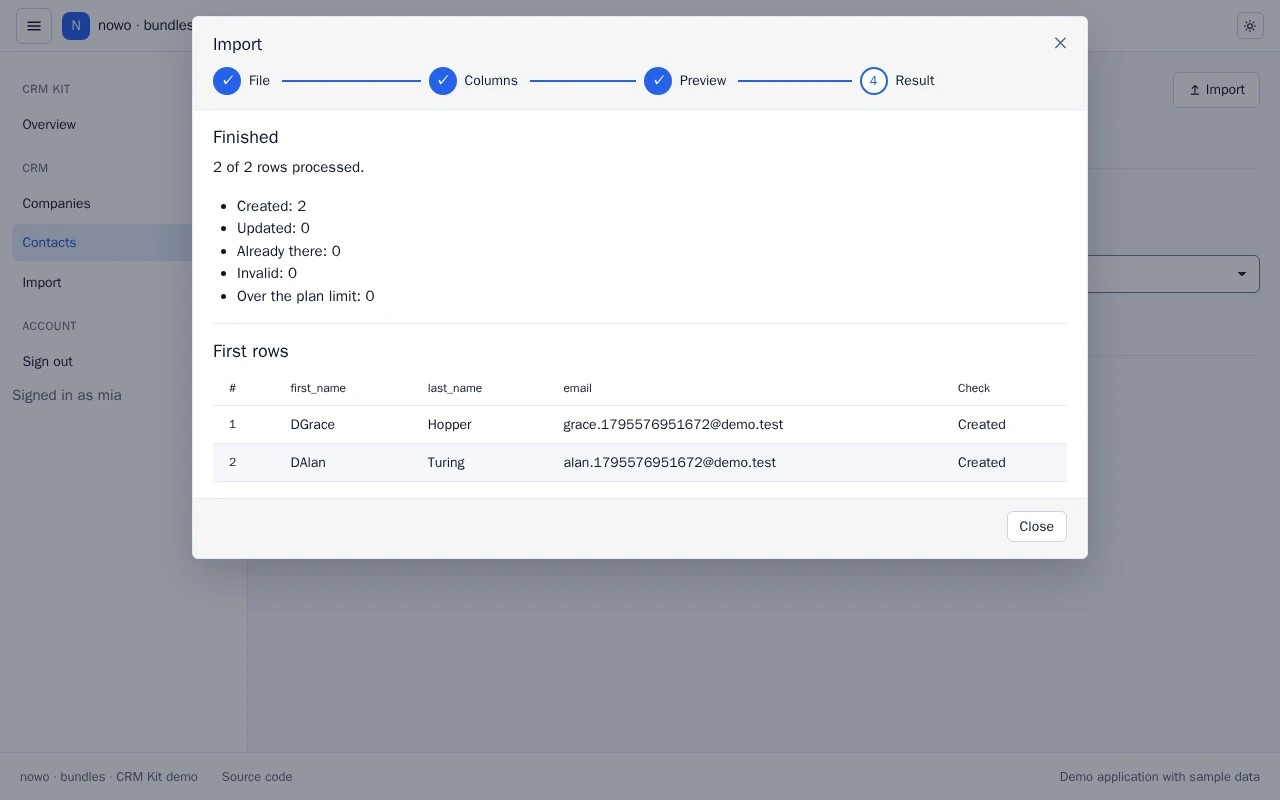 N nowo · bundles
CRM KIT
Overview
CRM
Companies
Contacts
Import
ACCOUNT
Sign out
Signed in as mia
Import
Import
✓ File ✓ Columns ✓ Preview 4 Result
Finished
2 of 2 rows processed.
• Created: 2
• Updated: 0
• Already there: 0
• Invalid: 0
• Over the plan limit: 0
First rows
# first_name last_name email Check
1 DGrace Hopper grace.1795576951672@demo.test Created
2 DAlan Turing alan.1795576951672@demo.test Created
Close
nowo · bundles · CRM Kit demo Source code Demo application with sample data